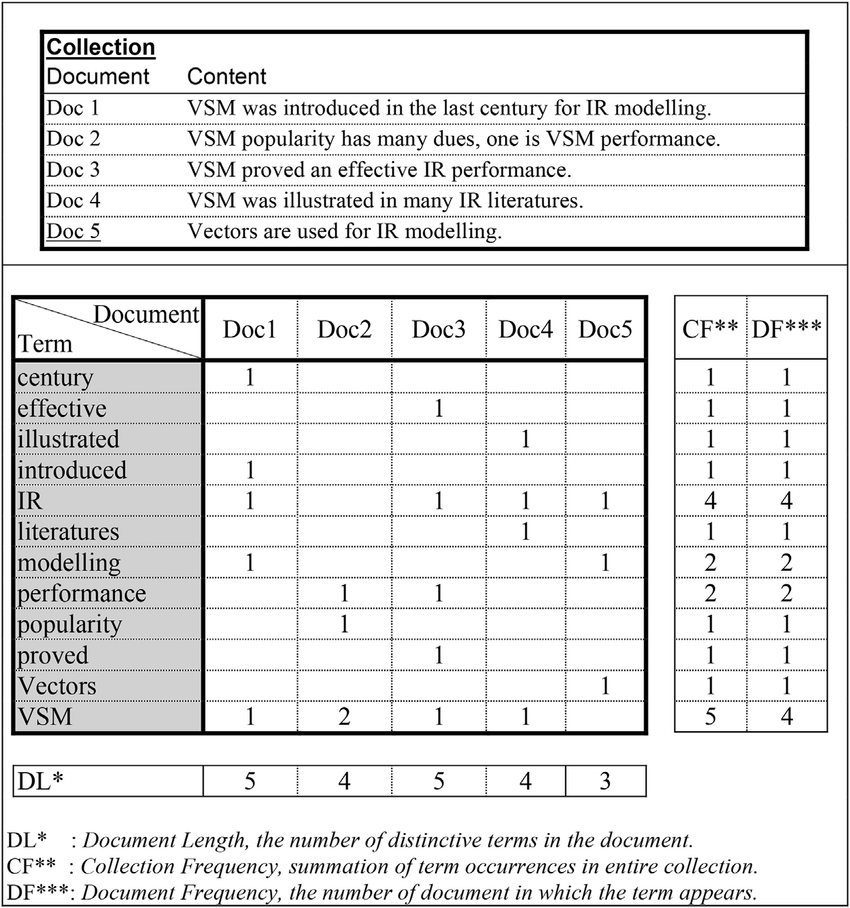 Collection
Document Content
Doc 1 VSM was introduced in the last century for IR modelling.
Doc 2 VSM popularity has many dues, one is VSM performance.
Doc 3 VSM proved an effective IR performance.
Doc 4 VSM was illustrated in many IR literatures.
Doc 5 Vectors are used for IR modelling.
Document
Term Doc1 Doc2 Doc3 Doc4 Doc5 CF** DF***
century 1 1 1
effective 1 1 1
illustrated 1 1 1
introduced 1 1 1
IR 1 1 1 1 4 4
literatures 1 1 1
modelling 1 1 2 2
performance 1 1 2 2
popularity 1 1 1
proved 1 1 1
Vectors 1 1 1
VSM 1 2 1 1 5 4
DL* 5 4 5 4 3
DL* : Document Length, the number of distinctive terms in the document.
CF** : Collection Frequency, summation of term occurrences in entire collection.
DF***: Document Frequency, the number of document in which the term appears.